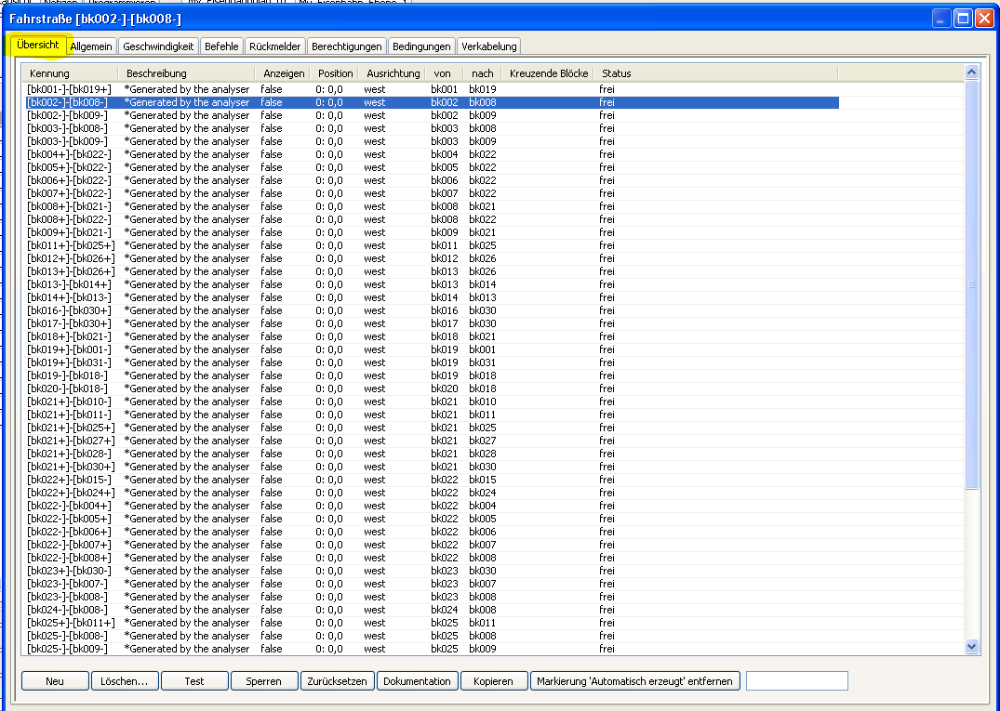 Fahrstraße [bk002-]-[bk008-]
Übersicht Allgemein Geschwindigkeit Befehle Rückmelder Berechtigungen Bedingungen Verkabelung
Kennung Beschreibung Anzeigen Position Ausrichtung von nach Kreuzende Blöcke Status
[bk001-]-[bk019+] *Generated by the analyser false 0: 0,0 west bk001 bk019 frei
[bk002-]-[bk008-] *Generated by the analyser false 0: 0,0 west bk002 bk008 frei
[bk002-]-[bk009-] *Generated by the analyser false 0: 0,0 west bk002 bk009 frei
[bk003-]-[bk008-] *Generated by the analyser false 0: 0,0 west bk003 bk008 frei
[bk003-]-[bk009-] *Generated by the analyser false 0: 0,0 west bk003 bk009 frei
[bk004+]-[bk022-] *Generated by the analyser false 0: 0,0 west bk004 bk022 frei
[bk005+]-[bk022-] *Generated by the analyser false 0: 0,0 west bk005 bk022 frei
[bk006+]-[bk022-] *Generated by the analyser false 0: 0,0 west bk006 bk022 frei
[bk007+]-[bk022-] *Generated by the analyser false 0: 0,0 west bk007 bk022 frei
[bk008+]-[bk021-] *Generated by the analyser false 0: 0,0 west bk008 bk021 frei
[bk008+]-[bk022-] *Generated by the analyser false 0: 0,0 west bk008 bk022 frei
[bk009+]-[bk021-] *Generated by the analyser false 0: 0,0 west bk009 bk021 frei
[bk011+]-[bk025+] *Generated by the analyser false 0: 0,0 west bk011 bk025 frei
[bk012+]-[bk026+] *Generated by the analyser false 0: 0,0 west bk012 bk026 frei
[bk013+]-[bk026+] *Generated by the analyser false 0: 0,0 west bk013 bk026 frei
[bk013-]-[bk014+] *Generated by the analyser false 0: 0,0 west bk013 bk014 frei
[bk014+]-[bk013-] *Generated by the analyser false 0: 0,0 west bk014 bk013 frei
[bk016-]-[bk030+] *Generated by the analyser false 0: 0,0 west bk016 bk030 frei
[bk017-]-[bk030+] *Generated by the analyser false 0: 0,0 west bk017 bk030 frei
[bk018+]-[bk021-] *Generated by the analyser false 0: 0,0 west bk018 bk021 frei
[bk019+]-[bk001-] *Generated by the analyser false 0: 0,0 west bk019 bk001 frei
[bk019+]-[bk031-] *Generated by the analyser false 0: 0,0 west bk019 bk031 frei
[bk019-]-[bk018-] *Generated by the analyser false 0: 0,0 west bk019 bk018 frei
[bk020-]-[bk018-] *Generated by the analyser false 0: 0,0 west bk020 bk018 frei
[bk021+]-[bk010-] *Generated by the analyser false 0: 0,0 west bk021 bk010 frei
[bk021+]-[bk011-] *Generated by the analyser false 0: 0,0 west bk021 bk011 frei
[bk021+]-[bk025+] *Generated by the analyser false 0: 0,0 west bk021 bk025 frei
[bk021+]-[bk027+] *Generated by the analyser false 0: 0,0 west bk021 bk027 frei
[bk021+]-[bk028-] *Generated by the analyser false 0: 0,0 west bk021 bk028 frei
[bk021+]-[bk030+] *Generated by the analyser false 0: 0,0 west bk021 bk030 frei
[bk022+]-[bk015-] *Generated by the analyser false 0: 0,0 west bk022 bk015 frei
[bk022+]-[bk024+] *Generated by the analyser false 0: 0,0 west bk022 bk024 frei
[bk022-]-[bk004+] *Generated by the analyser false 0: 0,0 west bk022 bk004 frei
[bk022-]-[bk005+] *Generated by the analyser false 0: 0,0 west bk022 bk005 frei
[bk022-]-[bk006+] *Generated by the analyser false 0: 0,0 west bk022 bk006 frei
[bk022-]-[bk007+] *Generated by the analyser false 0: 0,0 west bk022 bk007 frei
[bk022-]-[bk008+] *Generated by the analyser false 0: 0,0 west bk022 bk008 frei
[bk023+]-[bk030-] *Generated by the analyser false 0: 0,0 west bk023 bk030 frei
[bk023-]-[bk007-] *Generated by the analyser false 0: 0,0 west bk023 bk007 frei
[bk023-]-[bk008-] *Generated by the analyser false 0: 0,0 west bk023 bk008 frei
[bk024-]-[bk008-] *Generated by the analyser false 0: 0,0 west bk024 bk008 frei
[bk025+]-[bk011+] *Generated by the analyser false 0: 0,0 west bk025 bk011 frei
[bk025-]-[bk008-] *Generated by the analyser false 0: 0,0 west bk025 bk008 frei
[bk025-]-[bk009-] *Generated by the analyser false 0: 0,0 west bk025 bk009 frei
Neu Löschen... Test Sperren Zurücksetzen Dokumentation Kopieren Markierung 'Automatisch erzeugt' entfernen